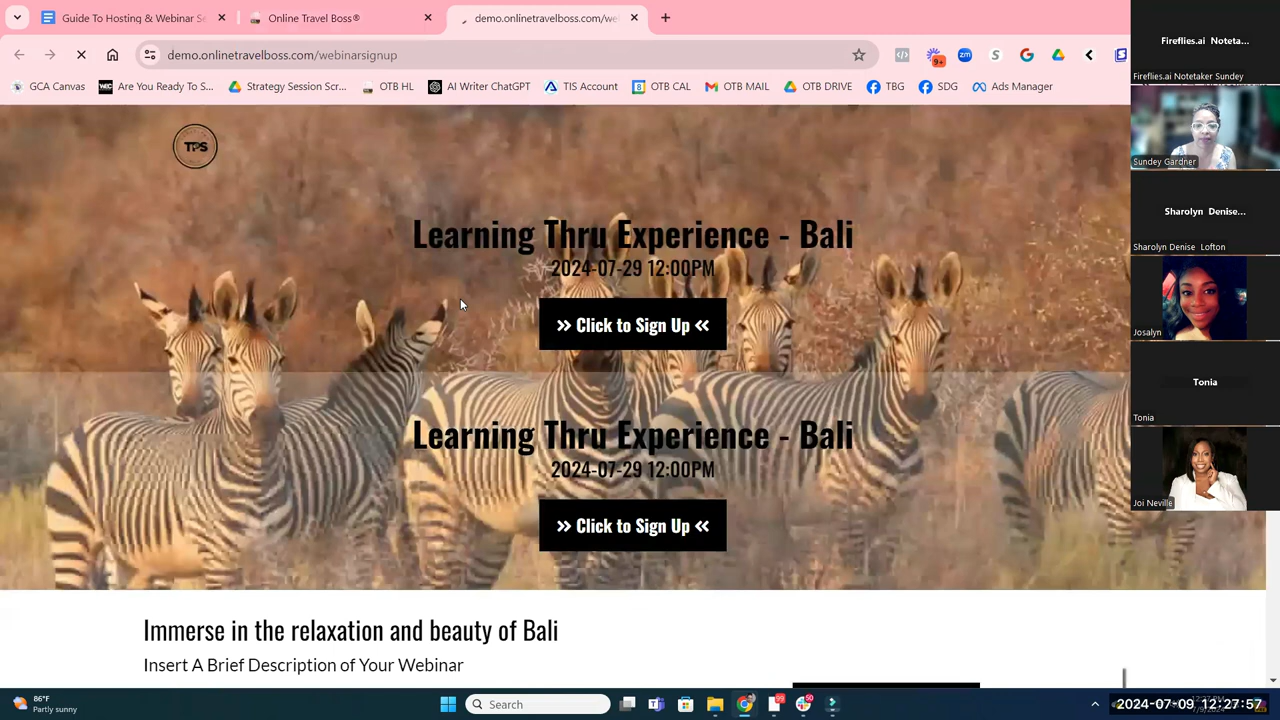 Guide To Hosting & Webinar Se
Online Travel Boss®
demo.onlinetravelboss.com/we
demo.onlinetravelboss.com/webinarsignup
GCA Canvas
Are You Ready To S...
Strategy Session Scr...
OTB HL
AI Writer ChatGPT
TIS Account
OTB CAL
OTB MAIL
OTB DRIVE
TBG
SDG
Ads Manager
9+
zm
TPS
Learning Thru Experience - Bali
2024-07-29 12:00PM
>> Click to Sign Up <<
Learning Thru Experience - Bali
2024-07-29 12:00PM
>> Click to Sign Up <<
Immerse in the relaxation and beauty of Bali
Insert A Brief Description of Your Webinar
Fireflies.ai Noteta...
Fireflies.ai Notetaker Sundey
Sundey Gardner
Sharolyn Denise...
Sharolyn Denise Lofton
Josalyn
Tonia
Tonia
Joi Neville
86°F
Partly sunny
Search
2024-07-09 12:27:57